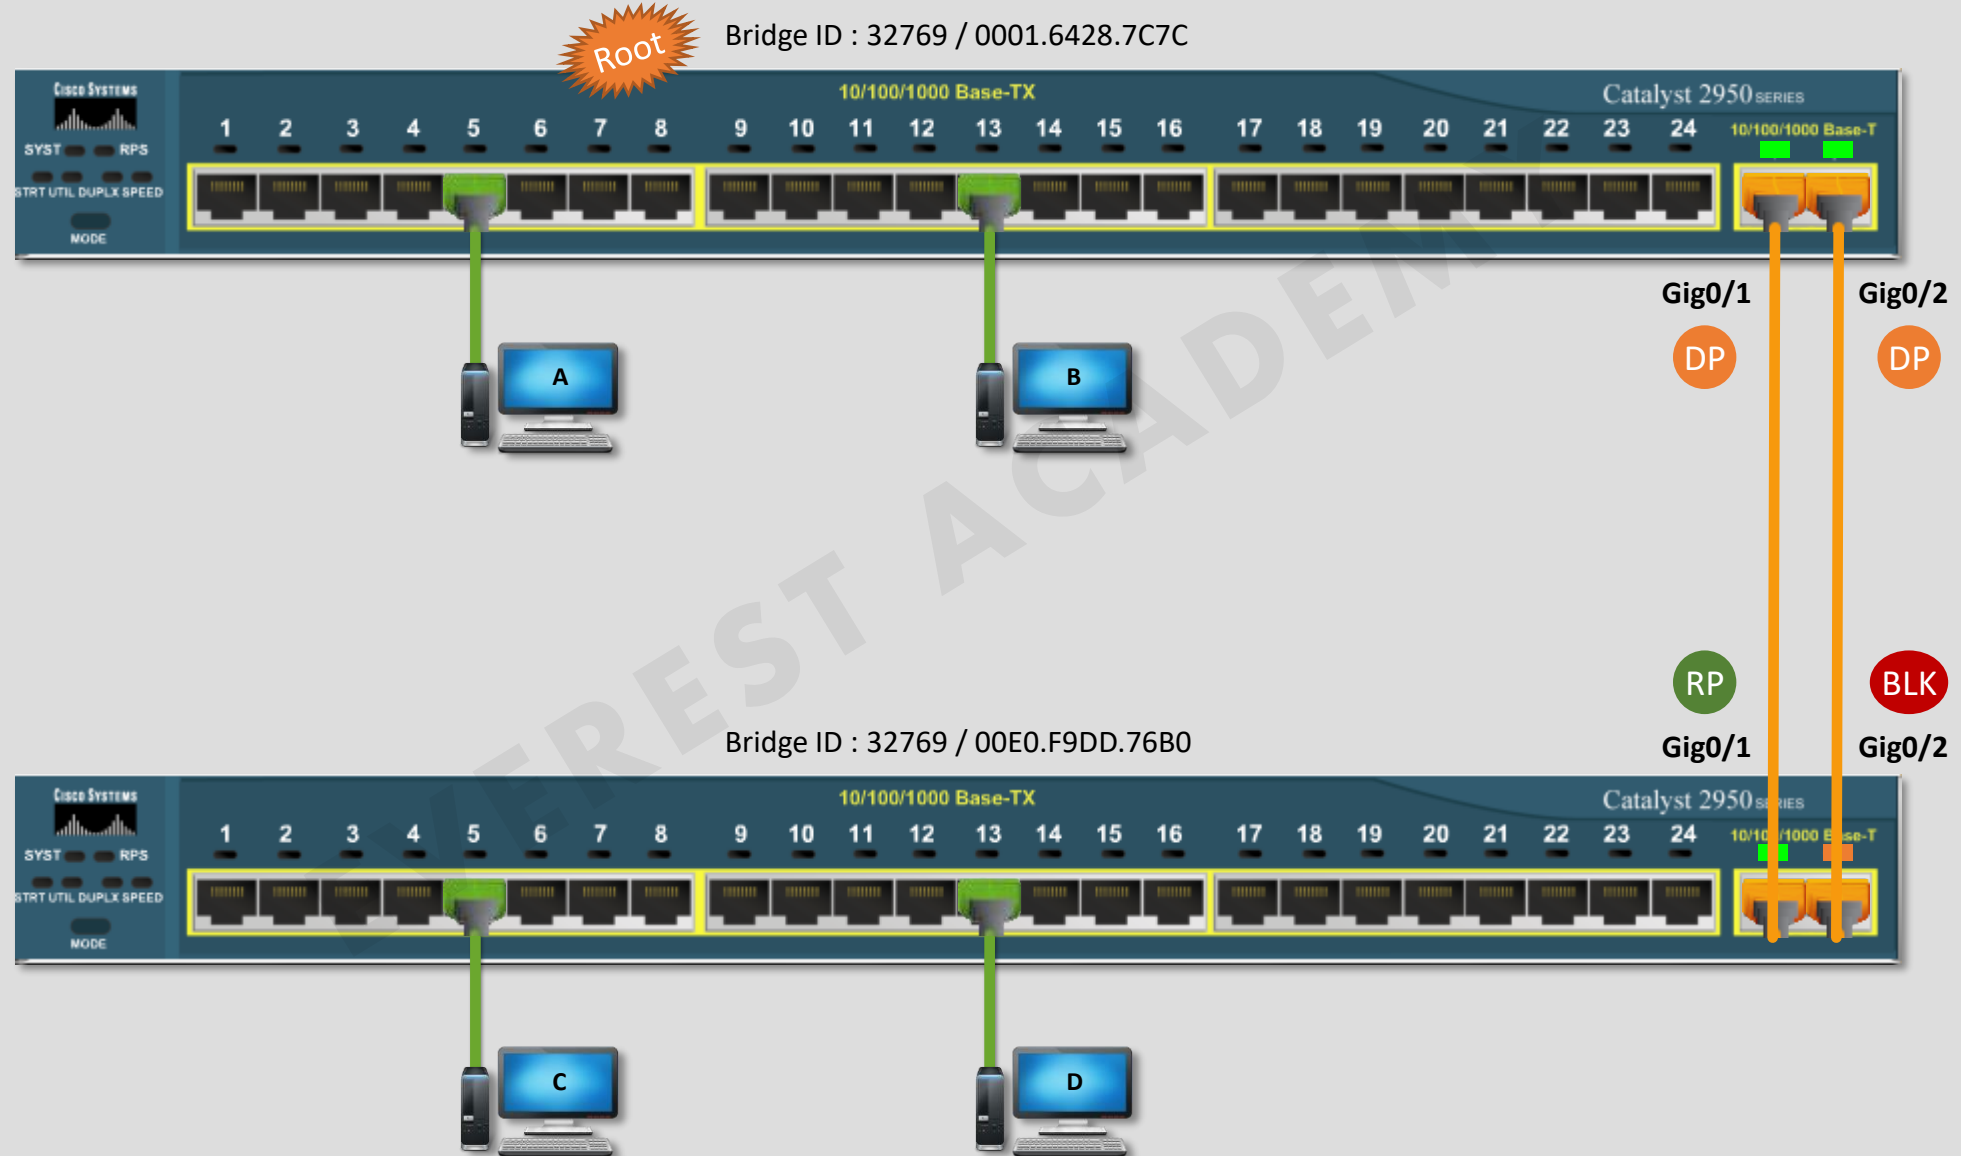 Root
Bridge ID : 32769 / 0001.6428.7C7C
CISCO SYSTEMS
10/100/1000 Base-TX
Catalyst 2950 SERIES
1 2 3 4 5 6 7 8 9 10 11 12 13 14 15 16 17 18 19 20 21 22 23 24
10/100/1000 Base-T
SYST RPS
STRT UTIL DUPLX SPEED
MODE
Gig0/1 Gig0/2
DP DP
A B
EVEREST ACADEMY
RP BLK
Bridge ID : 32769 / 00E0.F9DD.76B0
Gig0/1 Gig0/2
CISCO SYSTEMS
10/100/1000 Base-TX
Catalyst 2950 SERIES
1 2 3 4 5 6 7 8 9 10 11 12 13 14 15 16 17 18 19 20 21 22 23 24
10/100/1000 Base-T
SYST RPS
STRT UTIL DUPLX SPEED
MODE
C D